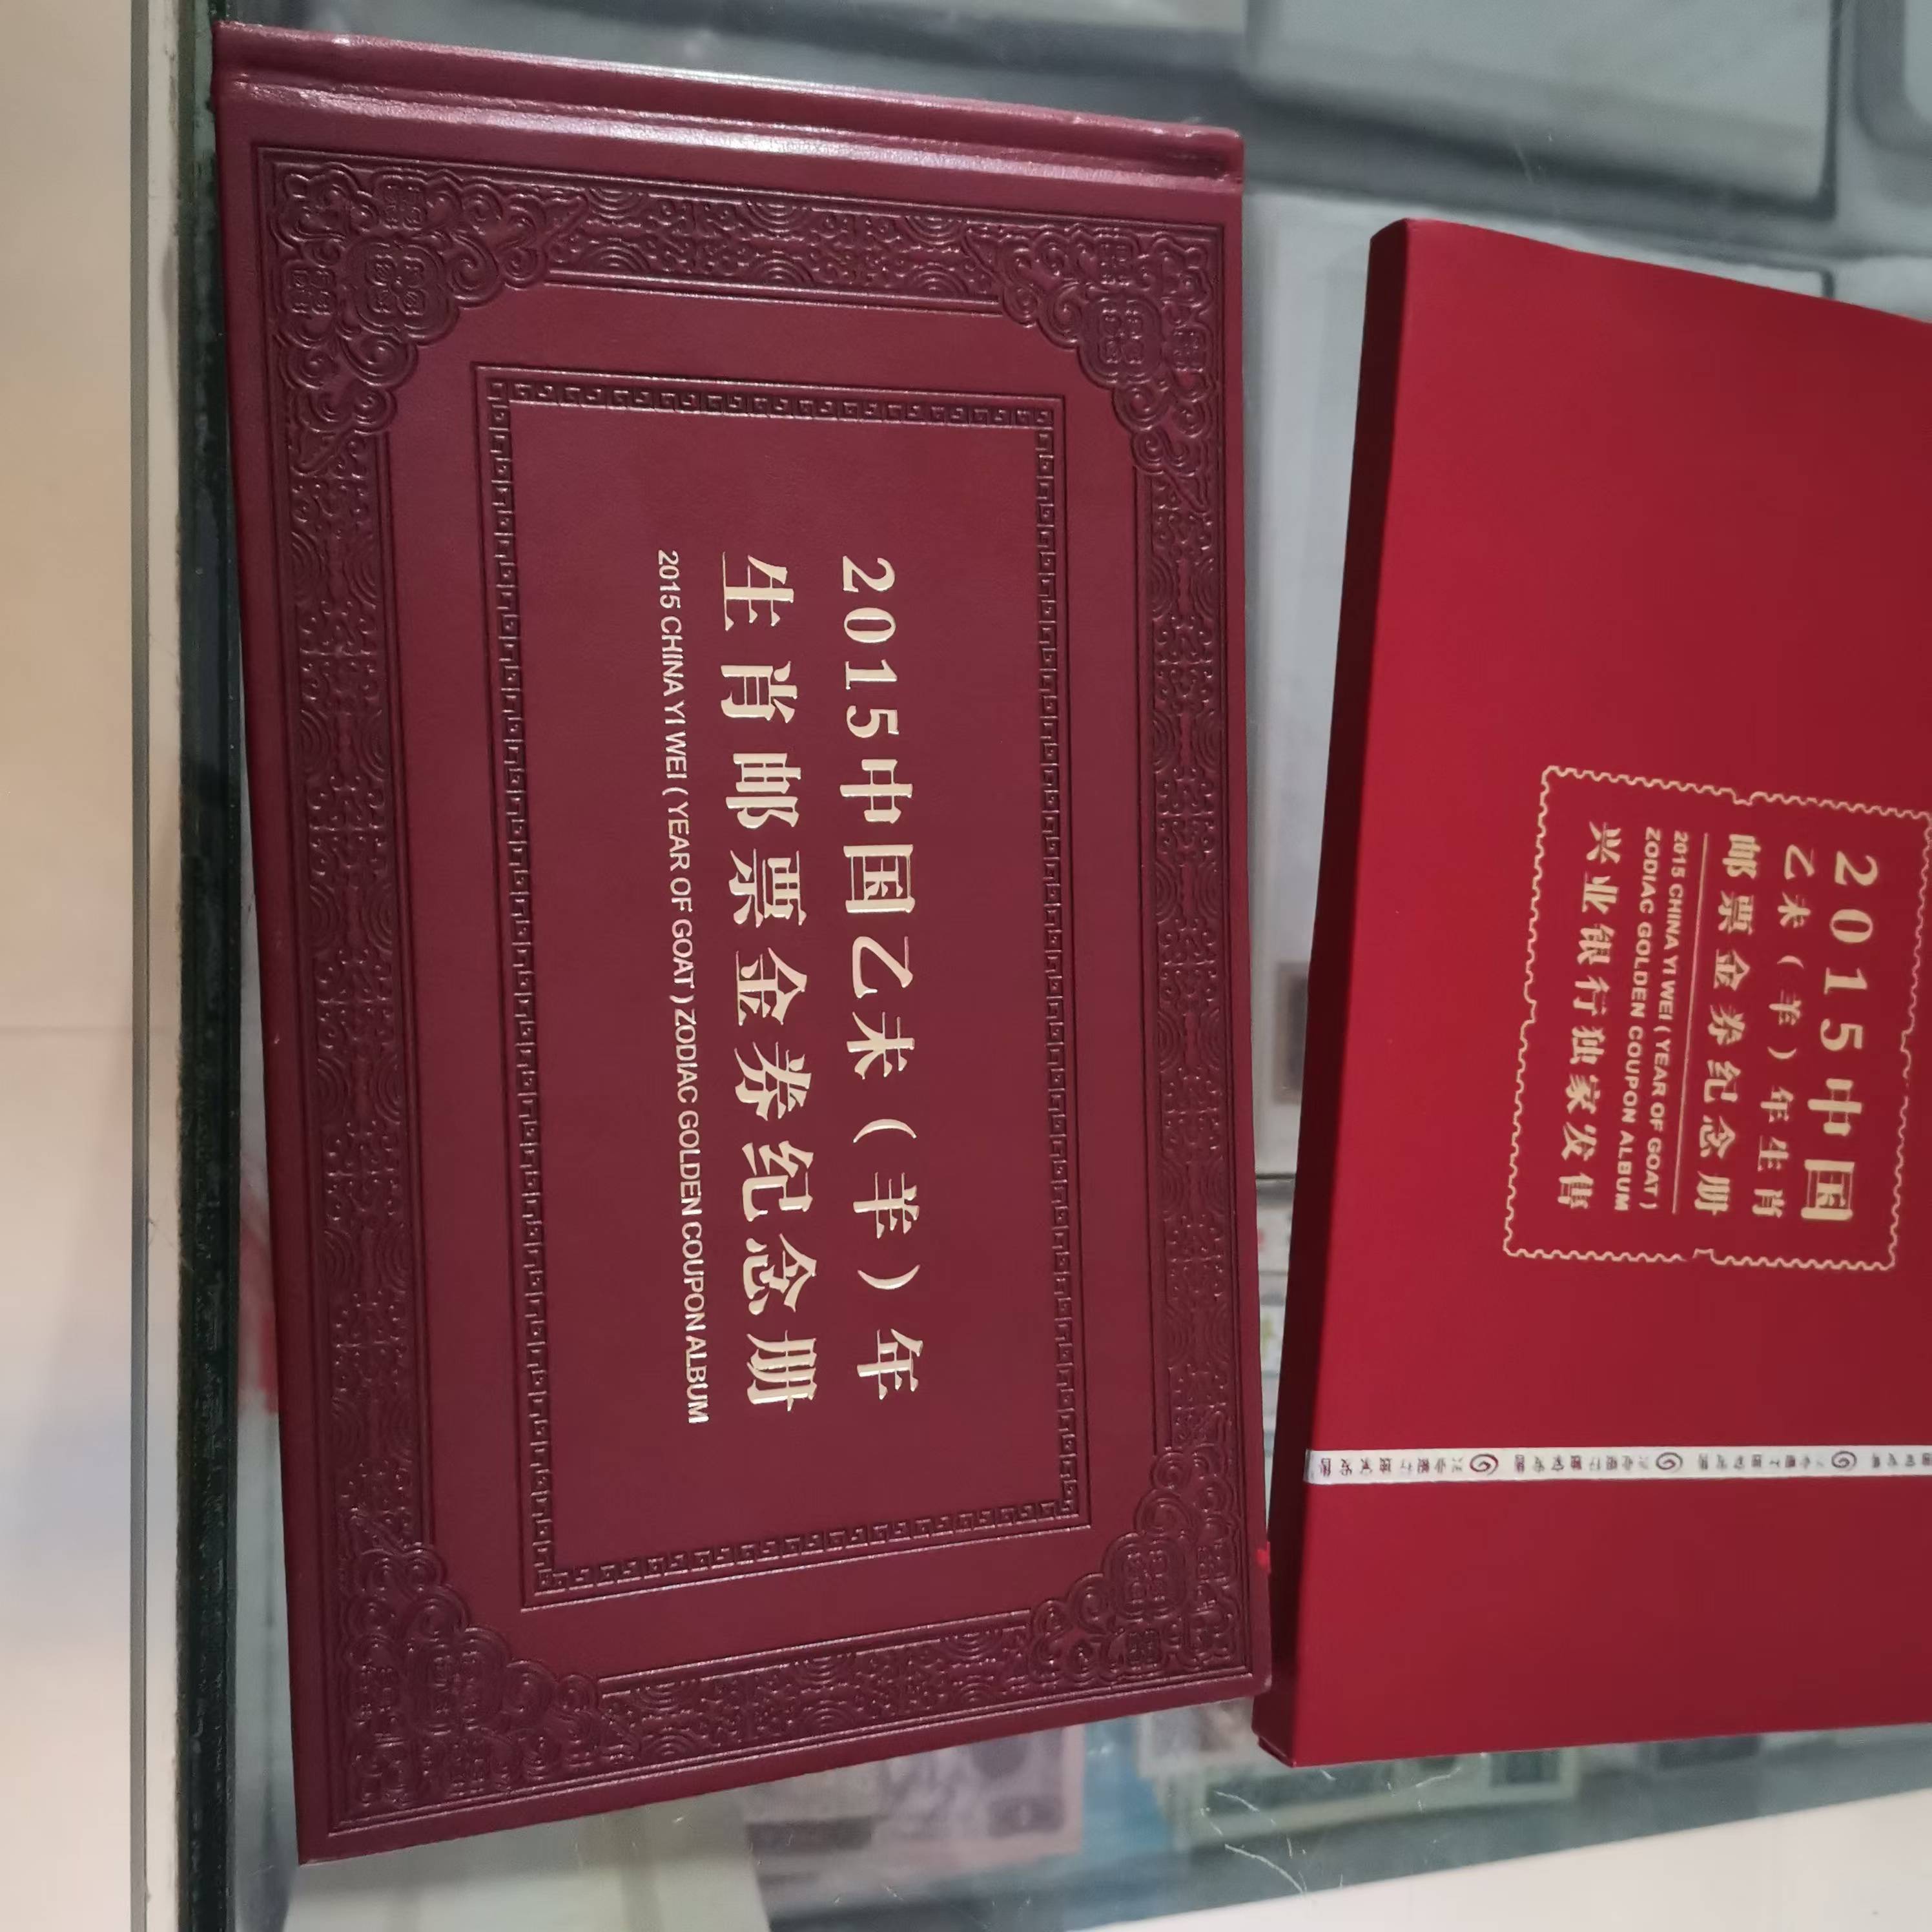 2015中国乙未（羊）年
生肖邮票金券纪念册
2015 CHINA YI WEI ( YEAR OF GOAT ) ZODIAC GOLDEN COUPON ALBUM
2015中国
乙未（羊）年生肖
邮票金券纪念册
2015 CHINA YI WEI ( YEAR OF GOAT )
ZODIAC GOLDEN COUPON ALBUM
兴业银行独家发售